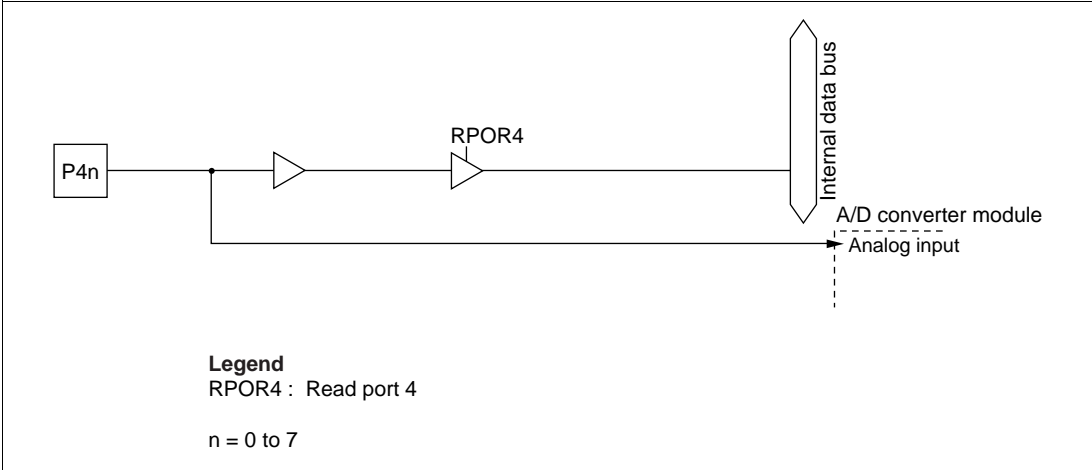 Internal data bus
RPOR4
P4n
A/D converter module
Analog input
Legend
RPOR4 : Read port 4
n = 0 to 7